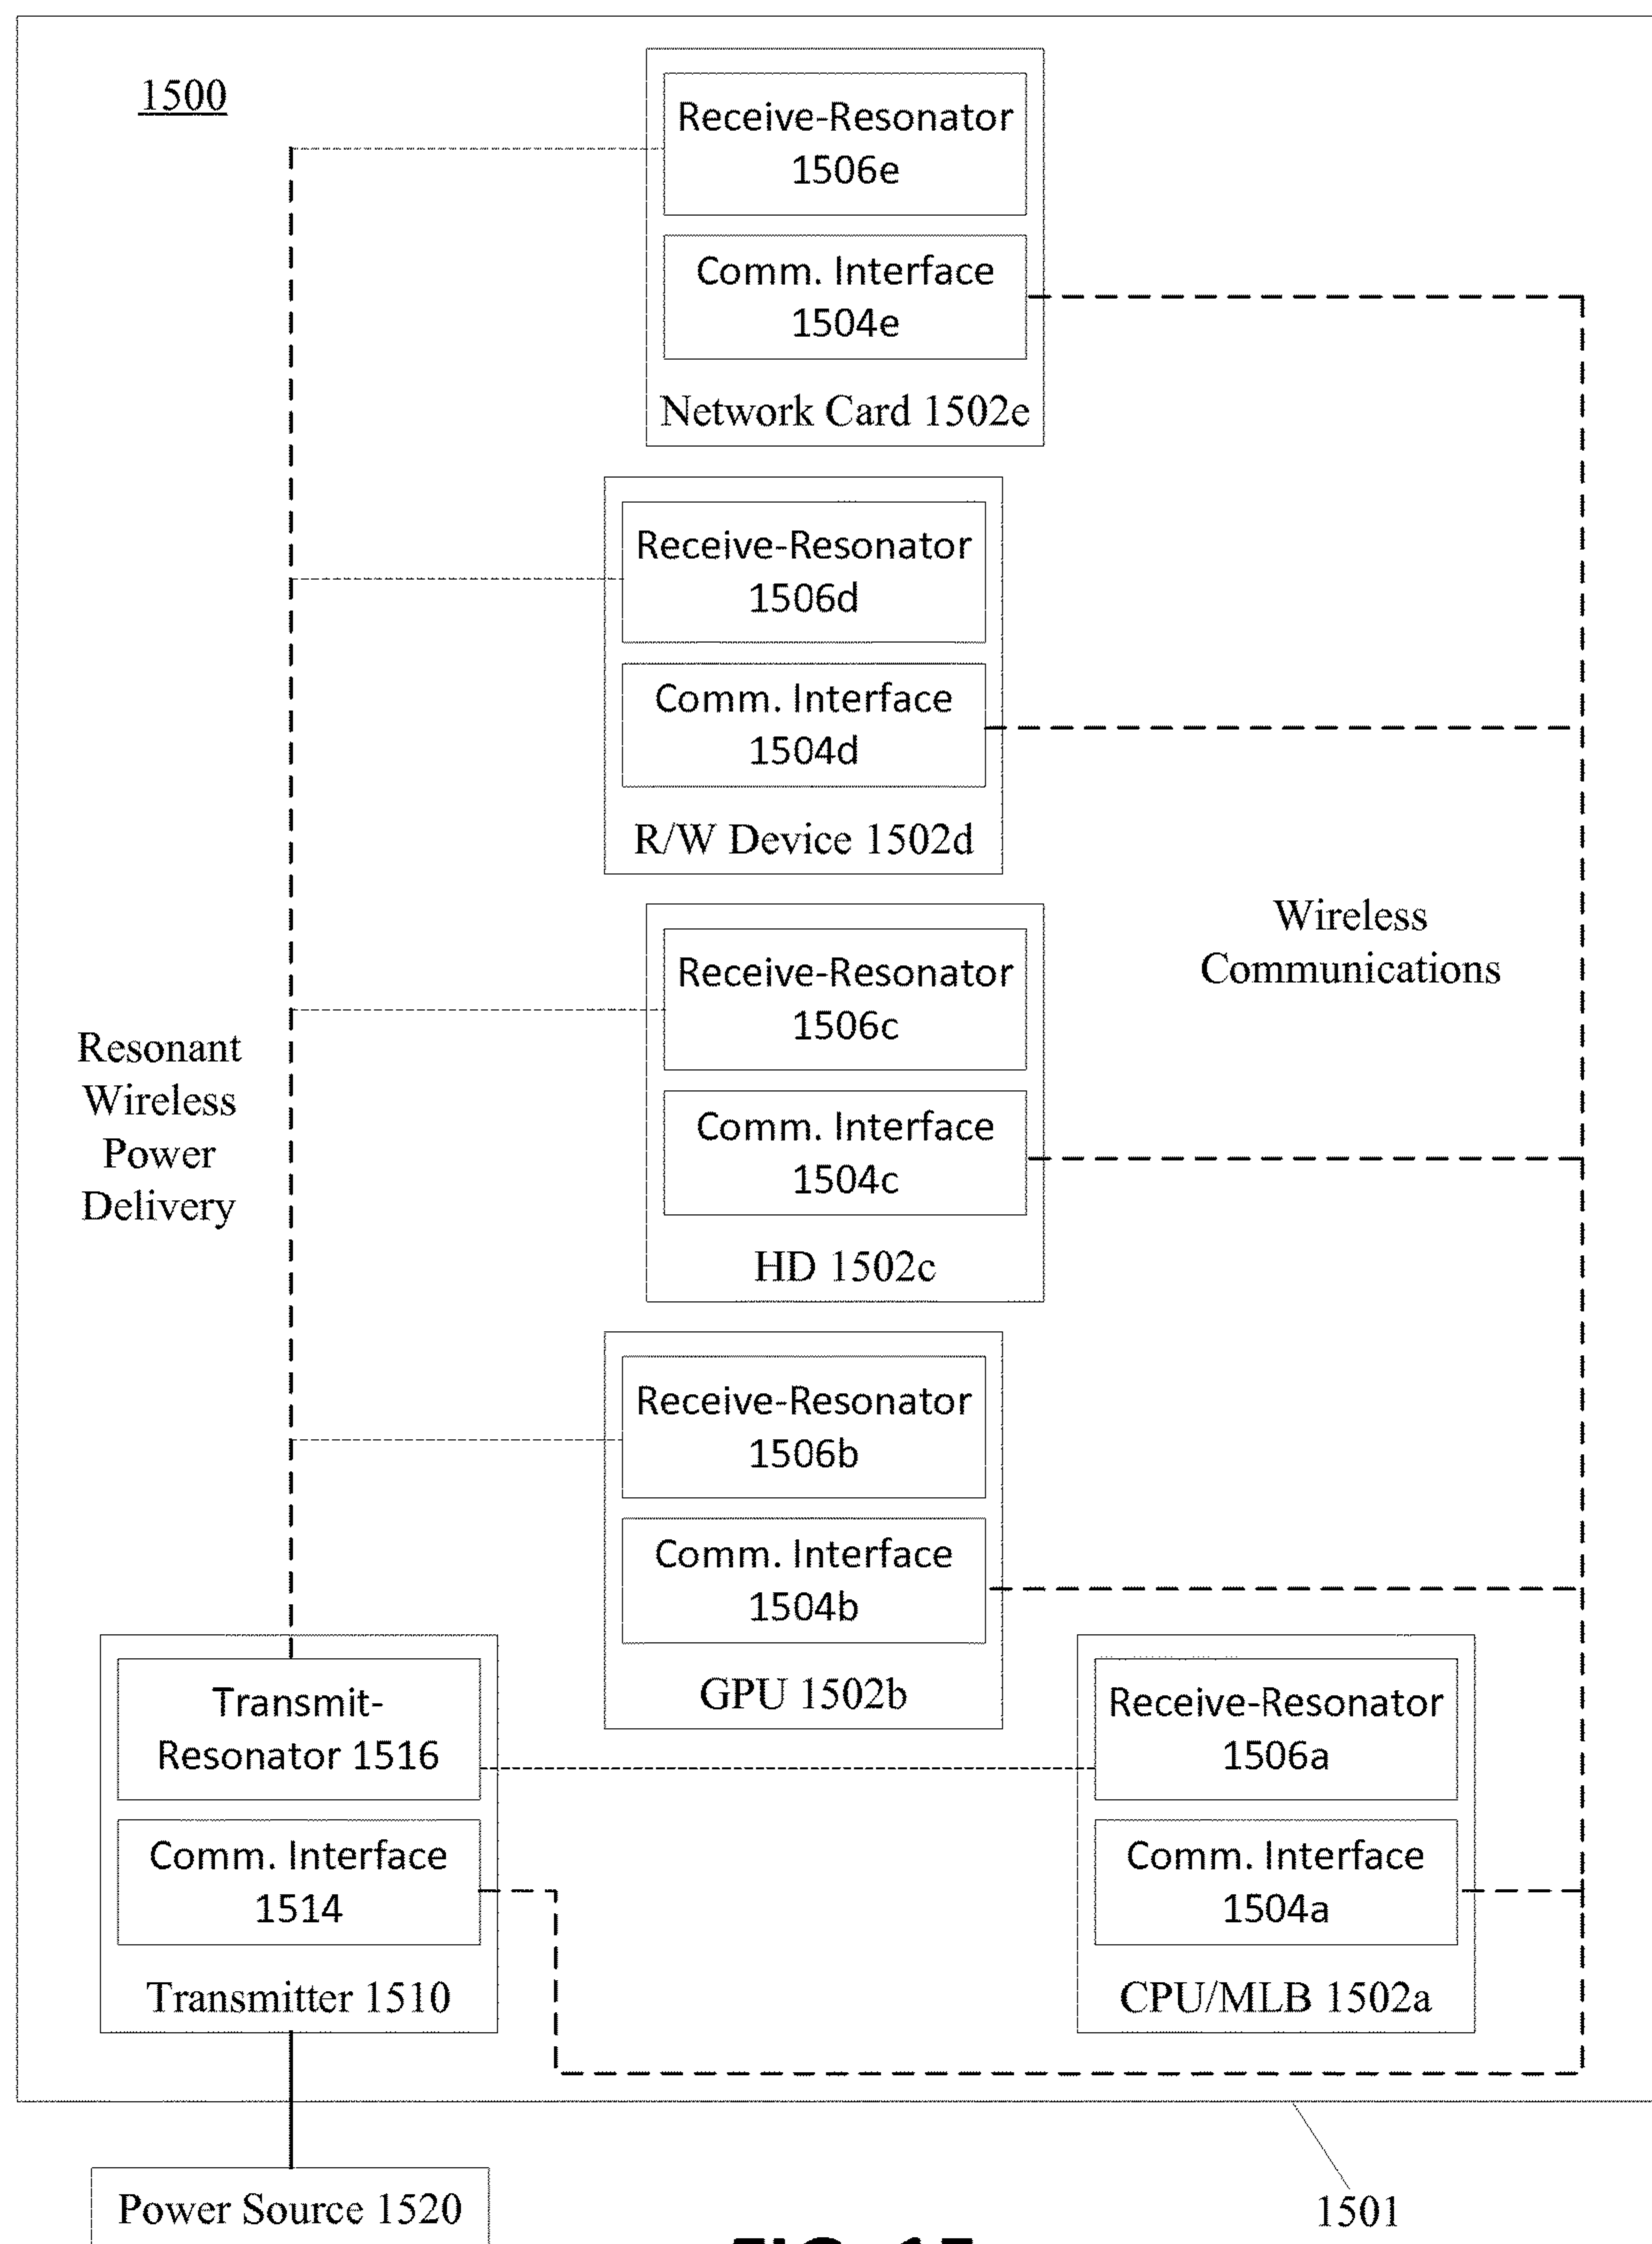 1500
Receive-Resonator
1506e
Comm. Interface
1504e
Network Card 1502e
Receive-Resonator
1506d
Comm. Interface
1504d
R/W Device 1502d
Wireless
Communications
Receive-Resonator
1506c
Comm. Interface
1504c
HD 1502c
Resonant
Wireless
Power
Delivery
Receive-Resonator
1506b
Comm. Interface
1504b
GPU 1502b
Transmit-
Resonator 1516
Comm. Interface
1514
Transmitter 1510
Receive-Resonator
1506a
Comm. Interface
1504a
CPU/MLB 1502a
Power Source 1520
1501